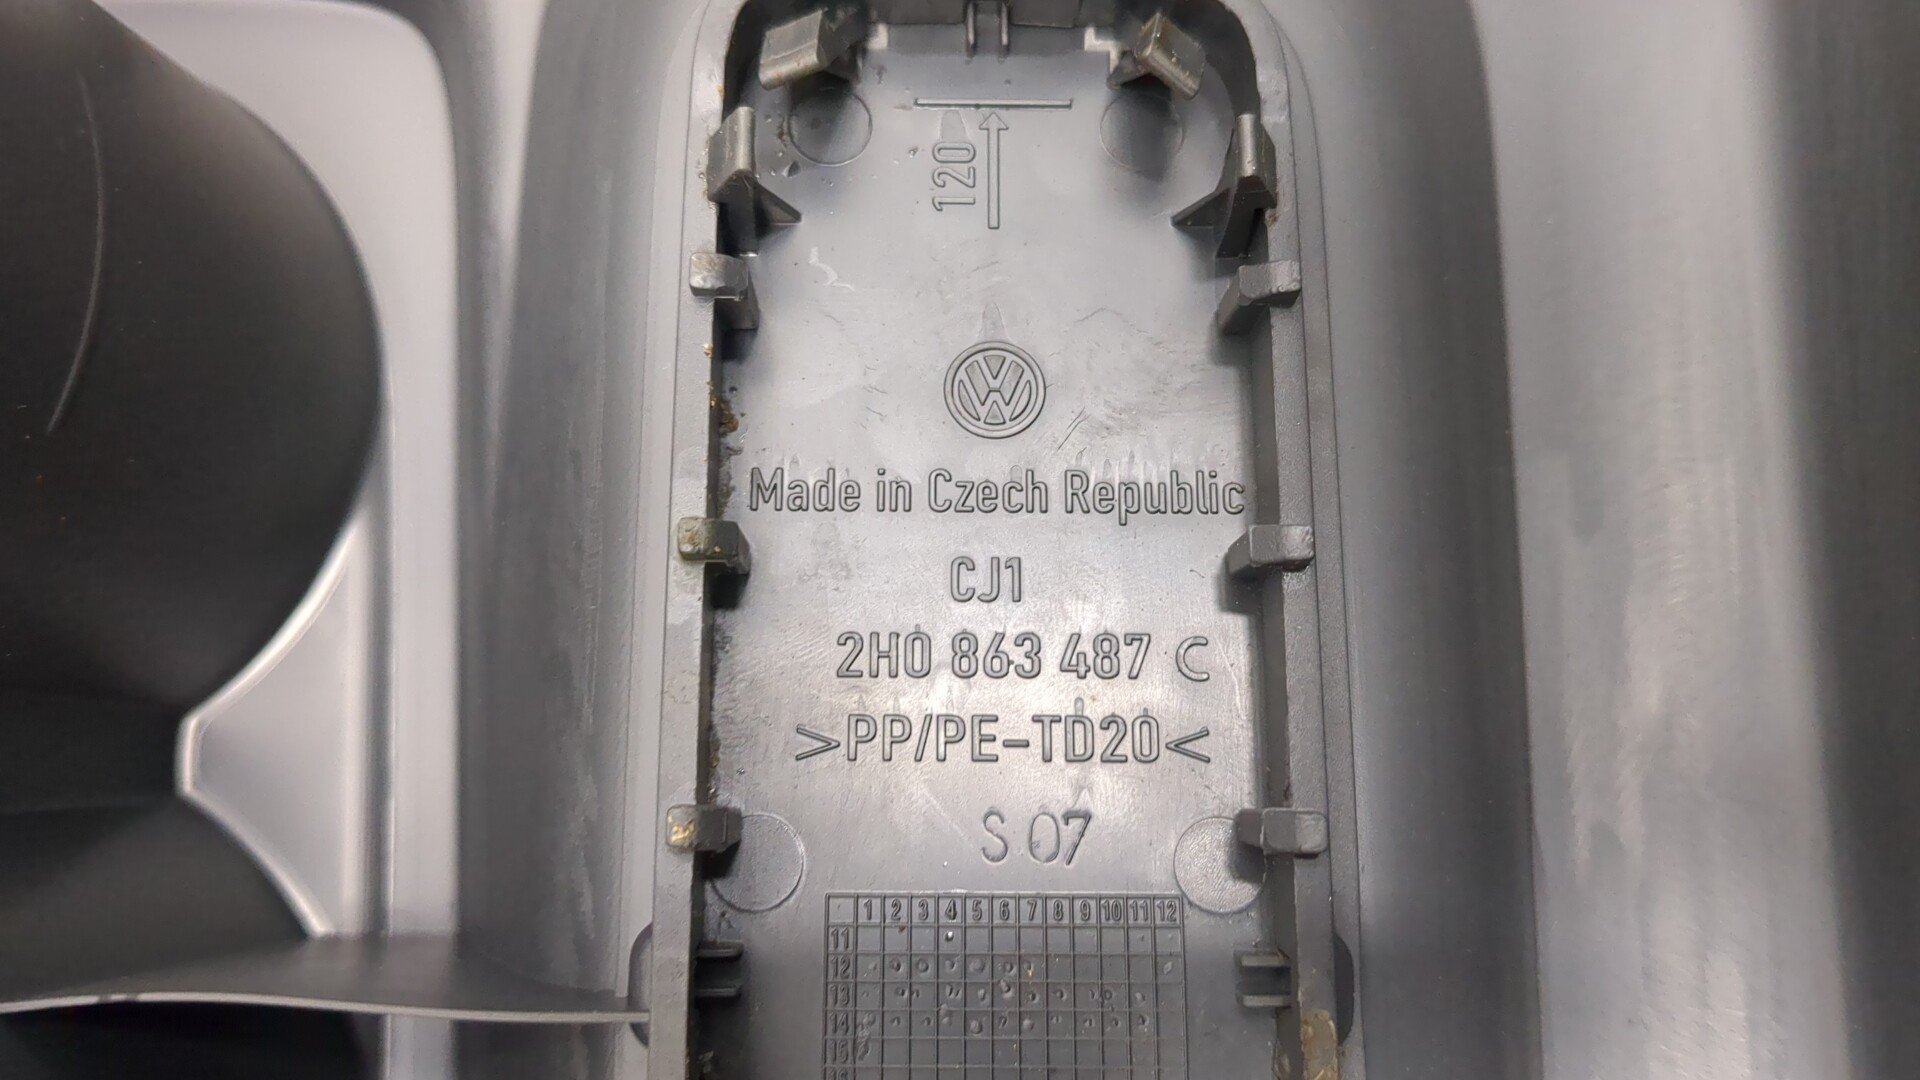 120
Made in Czech Republic
CJ1
2H0 863 487 C
>PP/PE-TD20<
S 07
1 2 3 4 5 6 7 8 9 10 11 12
11
12
13
14
15